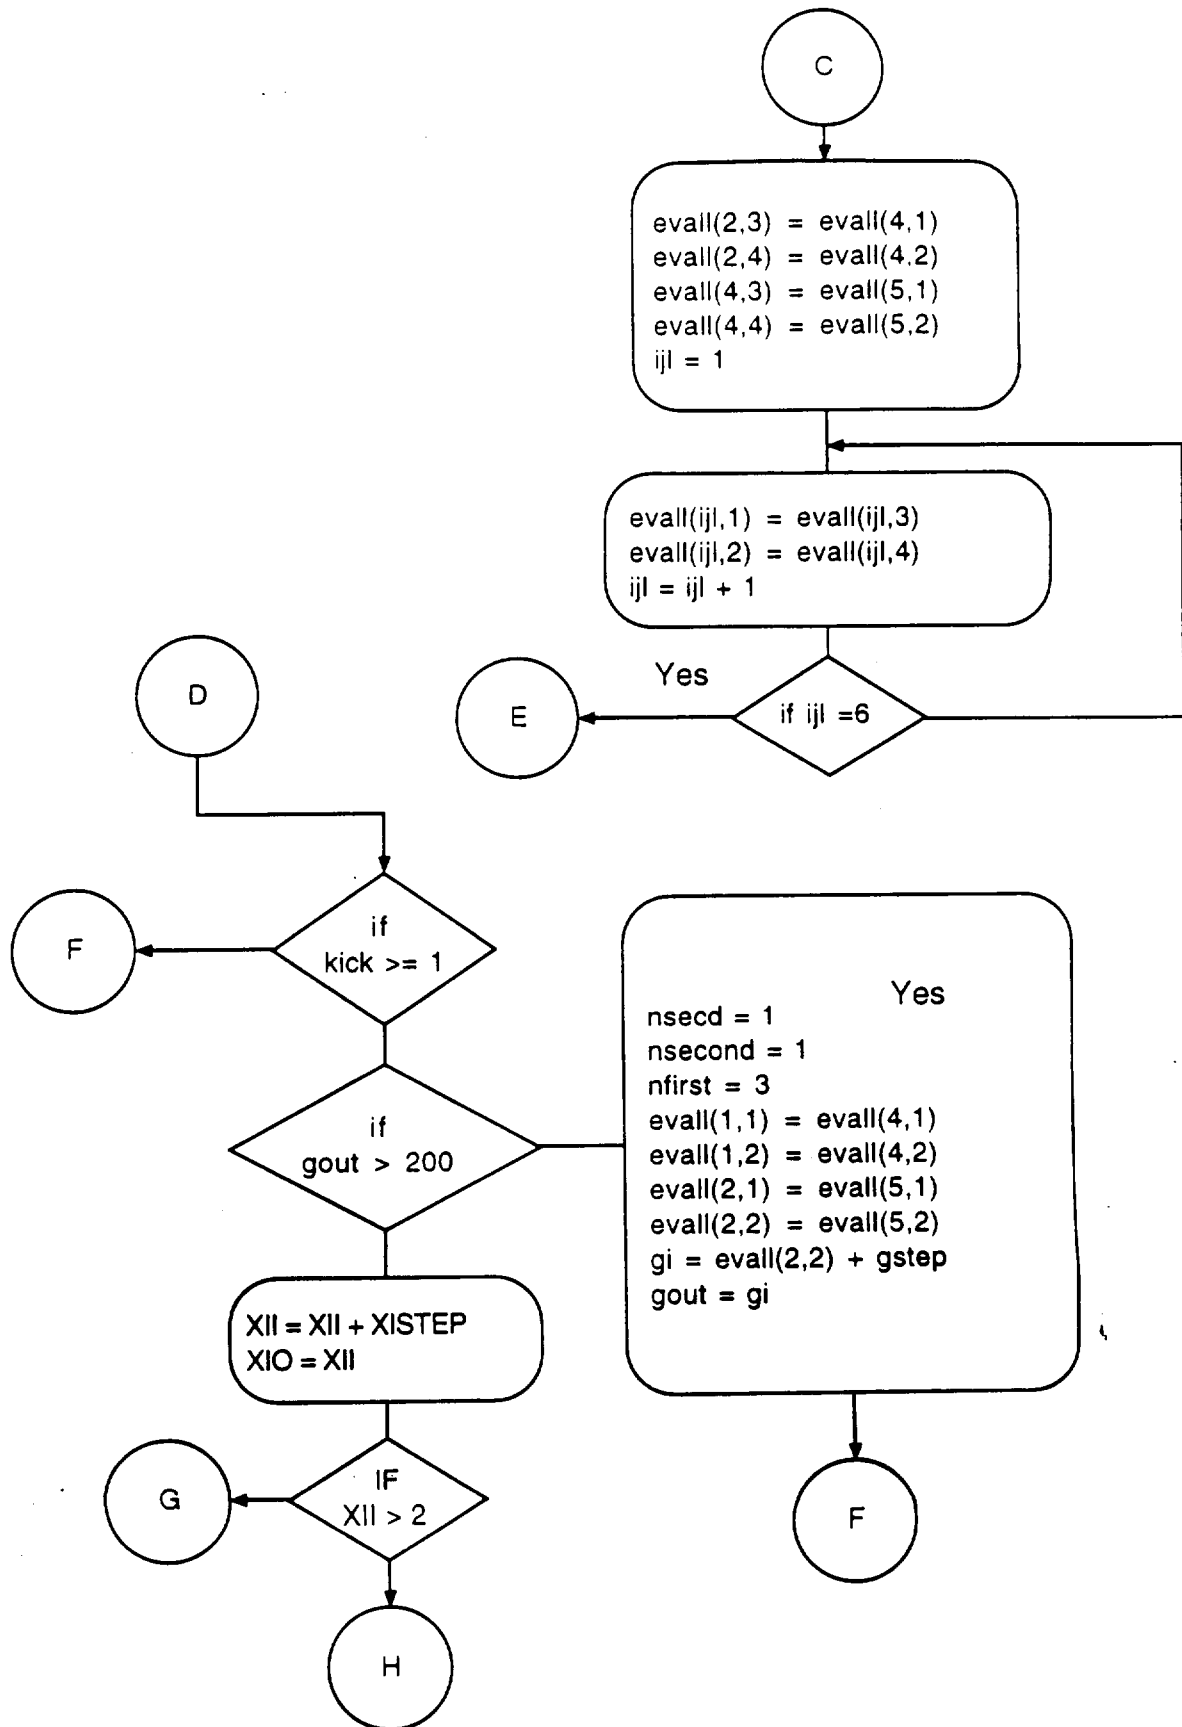 C
evall(2,3) = evall(4,1)
evall(2,4) = evall(4,2)
evall(4,3) = evall(5,1)
evall(4,4) = evall(5,2)
ijl = 1
evall(ijl,1) = evall(ijl,3)
evall(ijl,2) = evall(ijl,4)
ijl = ijl + 1
Yes
if ijl =6
E
D
if
kick >= 1
F
if
gout > 200
Yes
nsecd = 1
nsecond = 1
nfirst = 3
evall(1,1) = evall(4,1)
evall(1,2) = evall(4,2)
evall(2,1) = evall(5,1)
evall(2,2) = evall(5,2)
gi = evall(2,2) + gstep
gout = gi
XII = XII + XISTEP
XIO = XII
IF
XII > 2
G
F
H